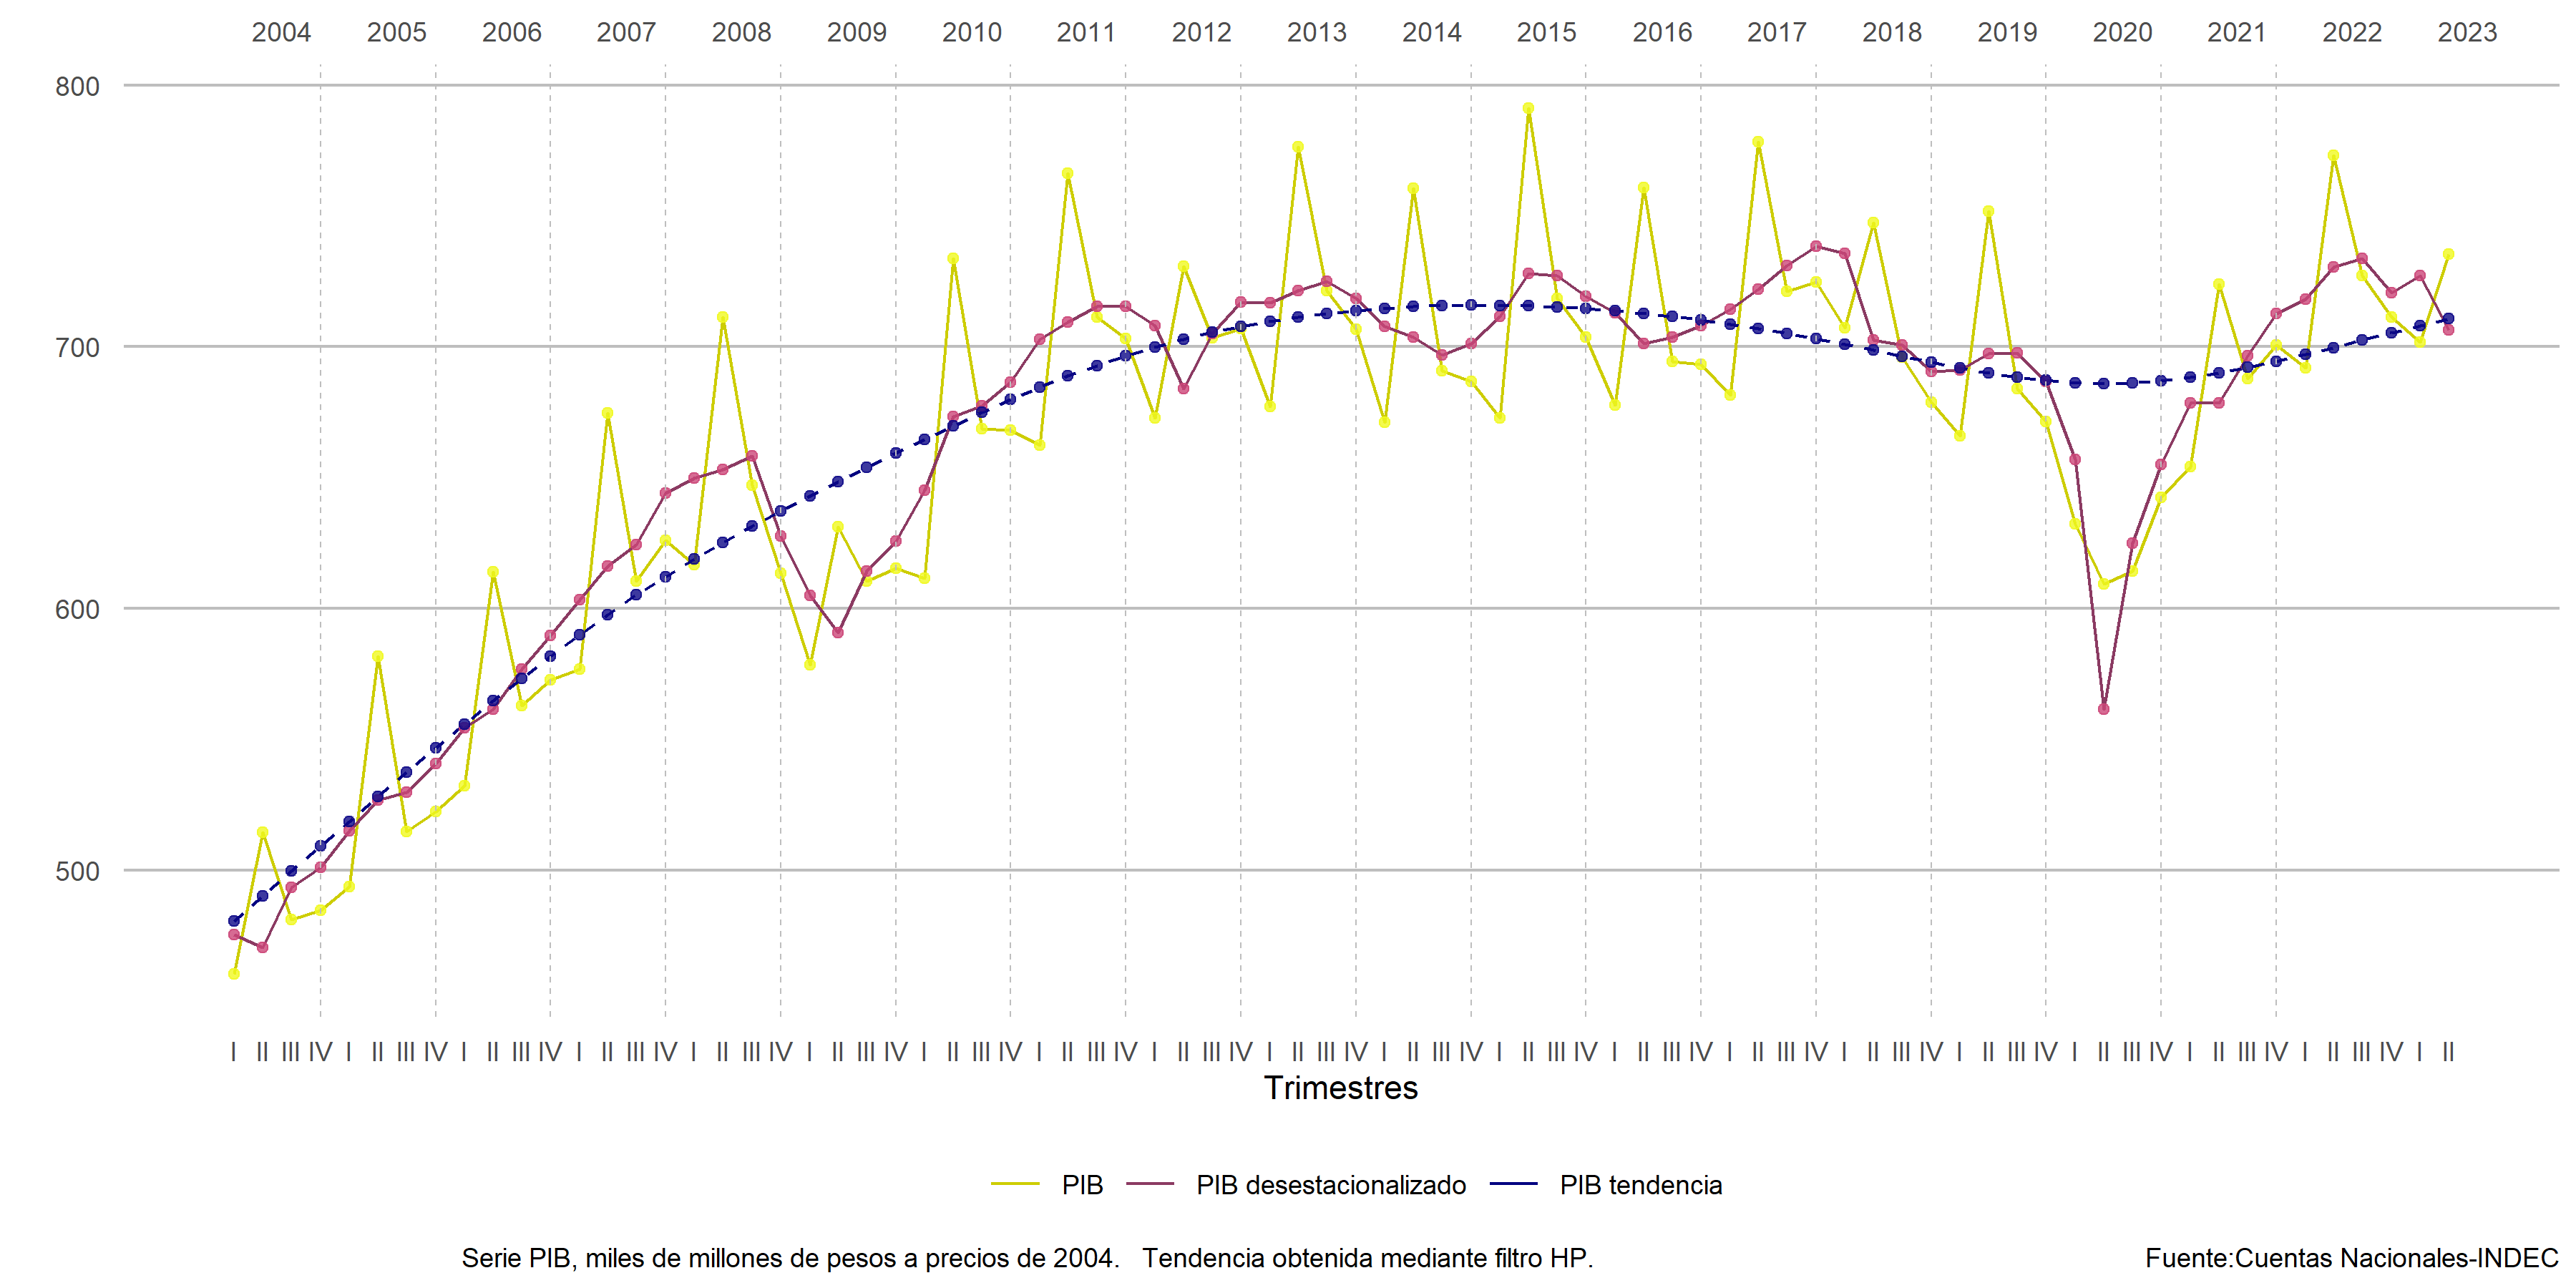 2004 2005 2006 2007 2008 2009 2010 2011 2012 2013 2014 2015 2016 2017 2018 2019 2020 2021 2022 2023
800
700
600
500
I II III IV I II III IV I II III IV I II III IV I II III IV I II III IV I II III IV I II III IV I II III IV I II III IV I II III IV I II III IV I II III IV I II III IV I II III IV I II III IV I II III IV I II III IV I II III IV I II
Trimestres
PIB PIB desestacionalizado PIB tendencia
Serie PIB, miles de millones de pesos a precios de 2004. Tendencia obtenida mediante filtro HP. Fuente:Cuentas Nacionales-INDEC